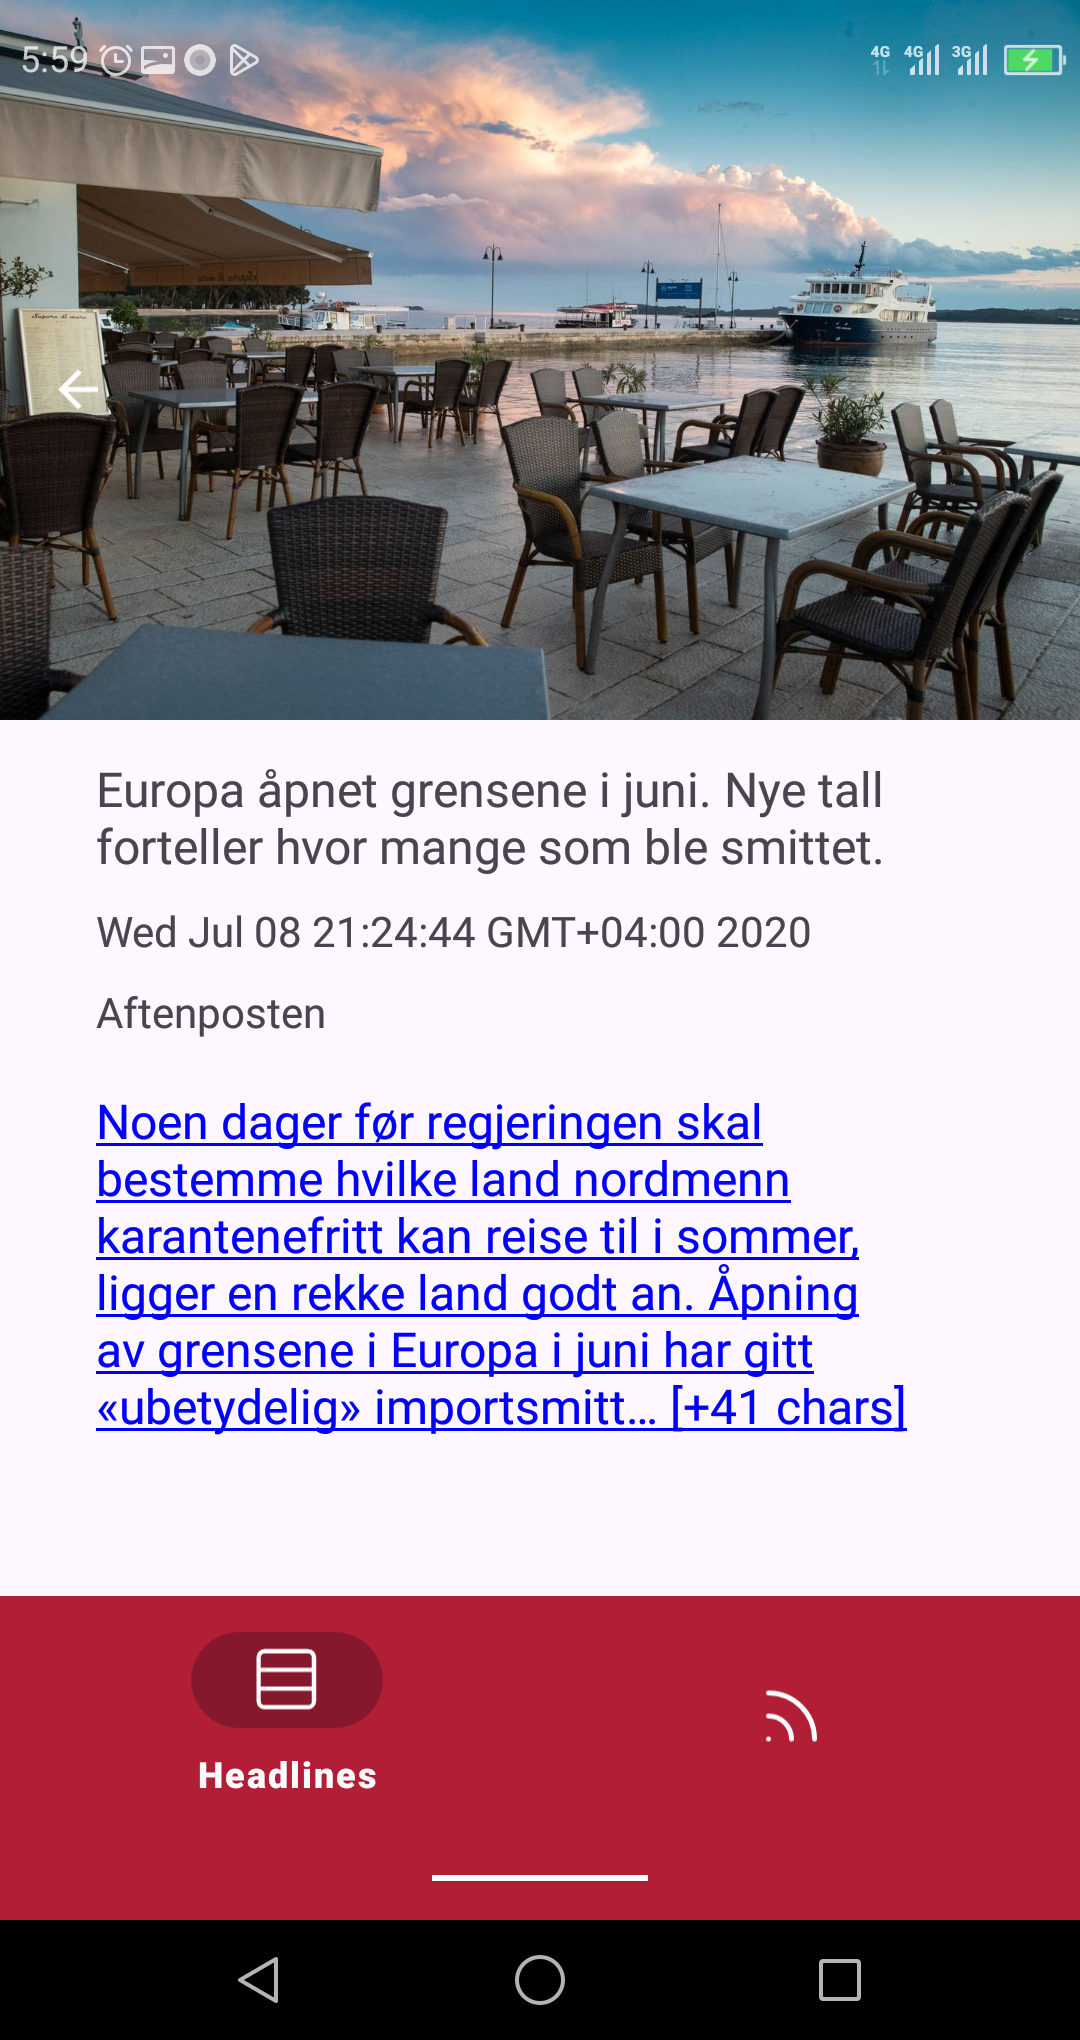 5:59
4G 4G 3G
Sapore di mare
Europa åpnet grensene i juni. Nye tall
forteller hvor mange som ble smittet.
Wed Jul 08 21:24:44 GMT+04:00 2020
Aftenposten
Noen dager før regjeringen skal
bestemme hvilke land nordmenn
karantenefritt kan reise til i sommer,
ligger en rekke land godt an. Åpning
av grensene i Europa i juni har gitt
«ubetydelig» importsmitt… [+41 chars]
Headlines